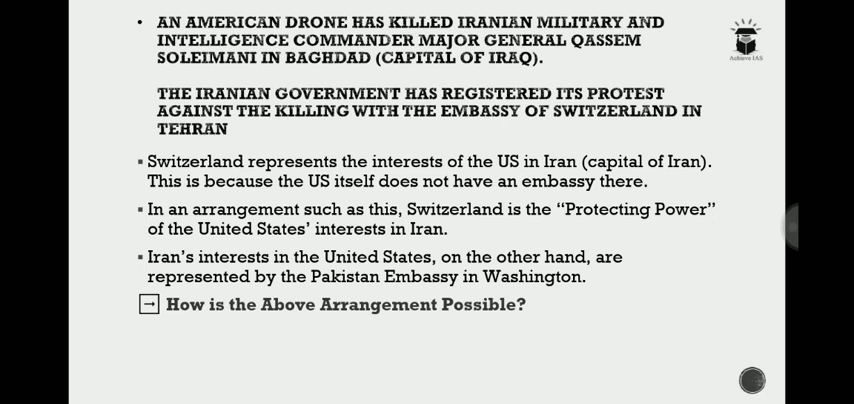 • AN AMERICAN DRONE HAS KILLED IRANIAN MILITARY AND
INTELLIGENCE COMMANDER MAJOR GENERAL QASSEM
SOLEIMANI IN BAGHDAD (CAPITAL OF IRAQ).
THE IRANIAN GOVERNMENT HAS REGISTERED ITS PROTEST
AGAINST THE KILLING WITH THE EMBASSY OF SWITZERLAND IN
TEHRAN
▪ Switzerland represents the interests of the US in Iran (capital of Iran).
This is because the US itself does not have an embassy there.
▪ In an arrangement such as this, Switzerland is the “Protecting Power”
of the United States’ interests in Iran.
▪ Iran’s interests in the United States, on the other hand, are
represented by the Pakistan Embassy in Washington.
→ How is the Above Arrangement Possible?
Achieve IAS